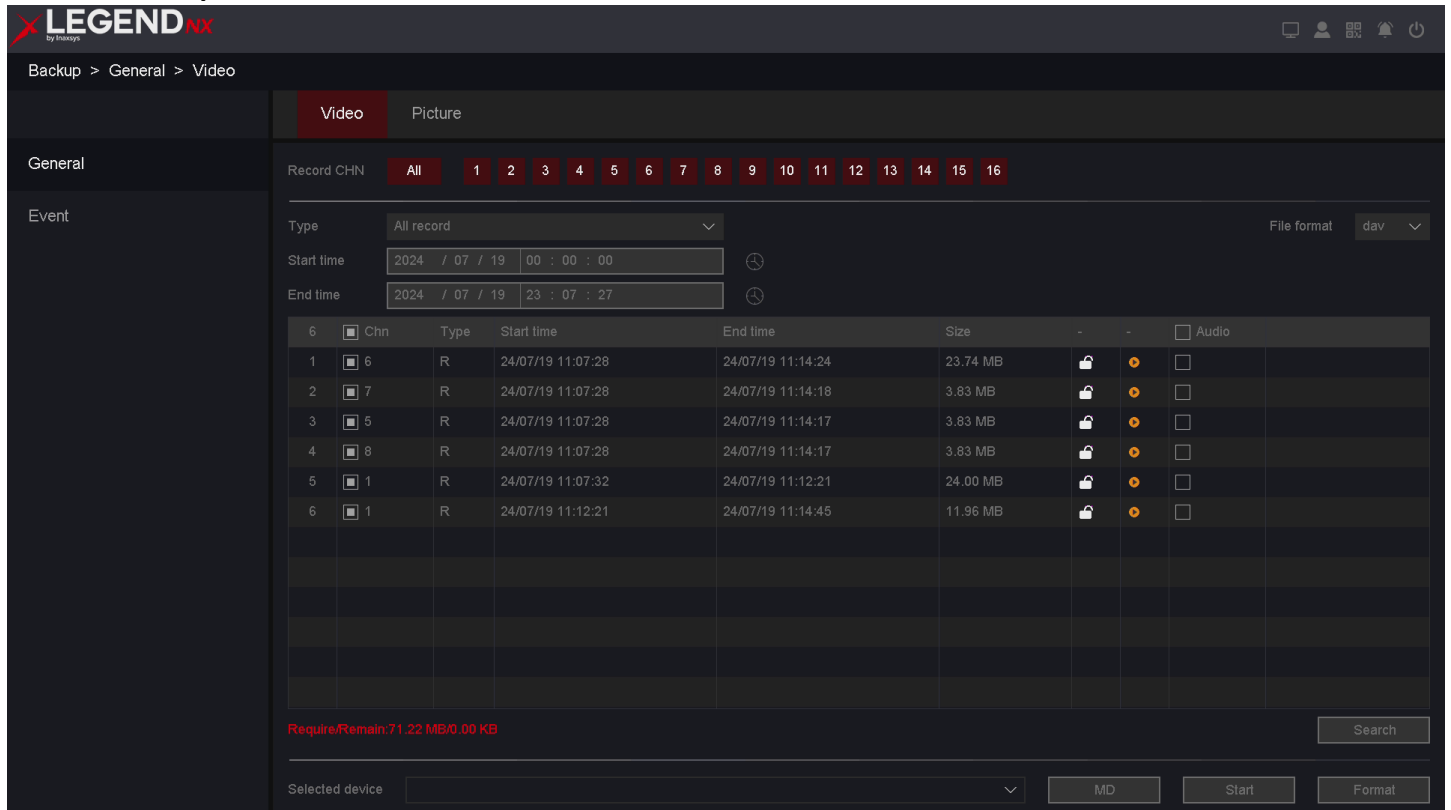 LEGEND NX
by Inaxsys
Backup > General > Video
Video Picture
General
Record CHN All 1 2 3 4 5 6 7 8 9 10 11 12 13 14 15 16
Event
Type All record File format dav
Start time 2024 / 07 / 19 00 : 00 : 00
End time 2024 / 07 / 19 23 : 07 : 27
6 Chn Type Start time End time Size - - Audio
1 6 R 24/07/19 11:07:28 24/07/19 11:14:24 23.74 MB
2 7 R 24/07/19 11:07:28 24/07/19 11:14:18 3.83 MB
3 5 R 24/07/19 11:07:28 24/07/19 11:14:17 3.83 MB
4 8 R 24/07/19 11:07:28 24/07/19 11:14:17 3.83 MB
5 1 R 24/07/19 11:07:32 24/07/19 11:12:21 24.00 MB
6 1 R 24/07/19 11:12:21 24/07/19 11:14:45 11.96 MB
Require/Remain:71.22 MB/0.00 KB Search
Selected device MD Start Format